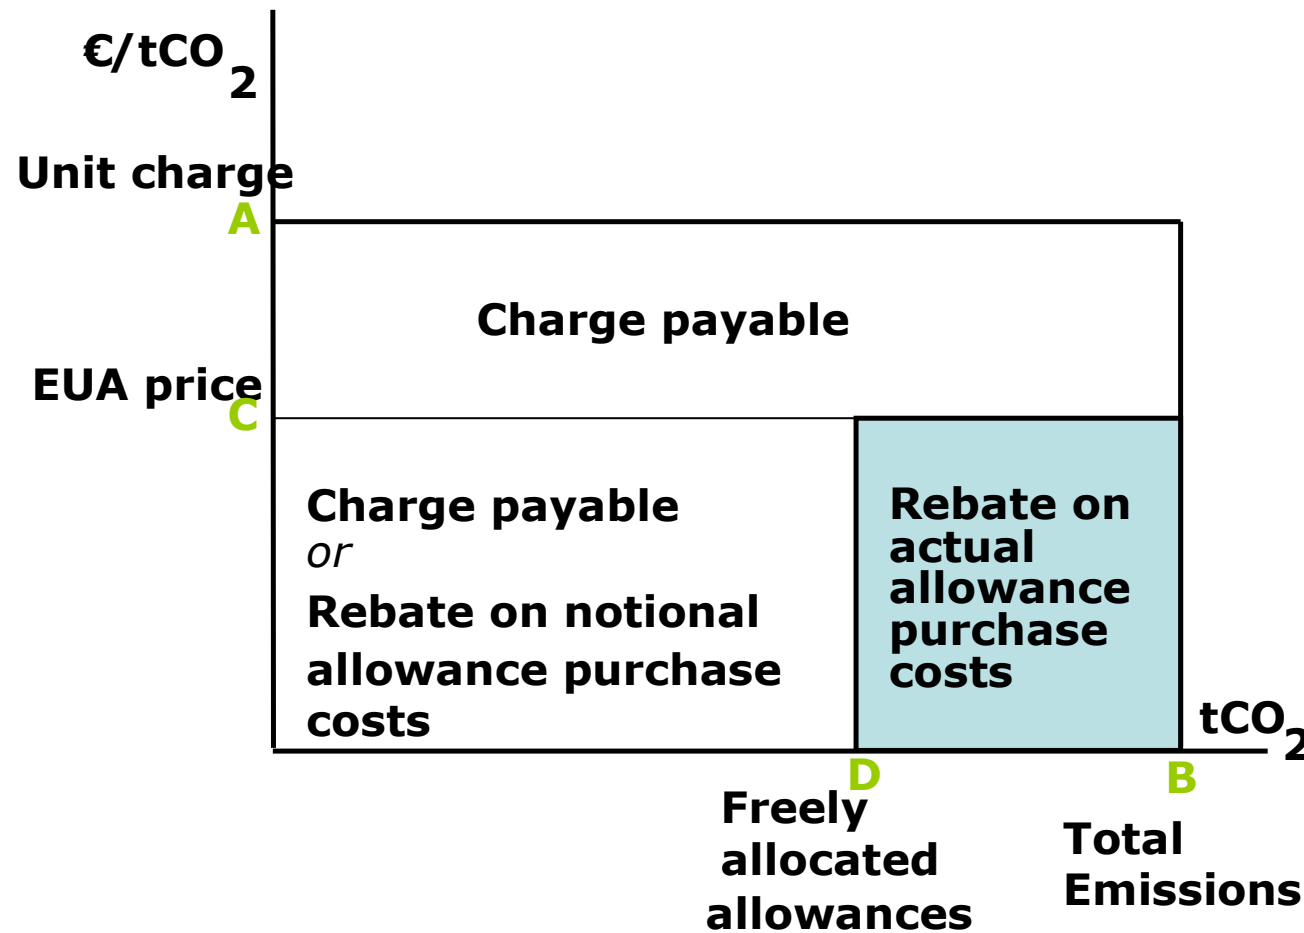 €/tCO2
Unit charge
A
Charge payable
EUA price
C
Charge payable
or
Rebate on notional
allowance purchase
costs
Rebate on
actual
allowance
purchase
costs
tCO2
D
B
Freely
allocated
allowances
Total
Emissions